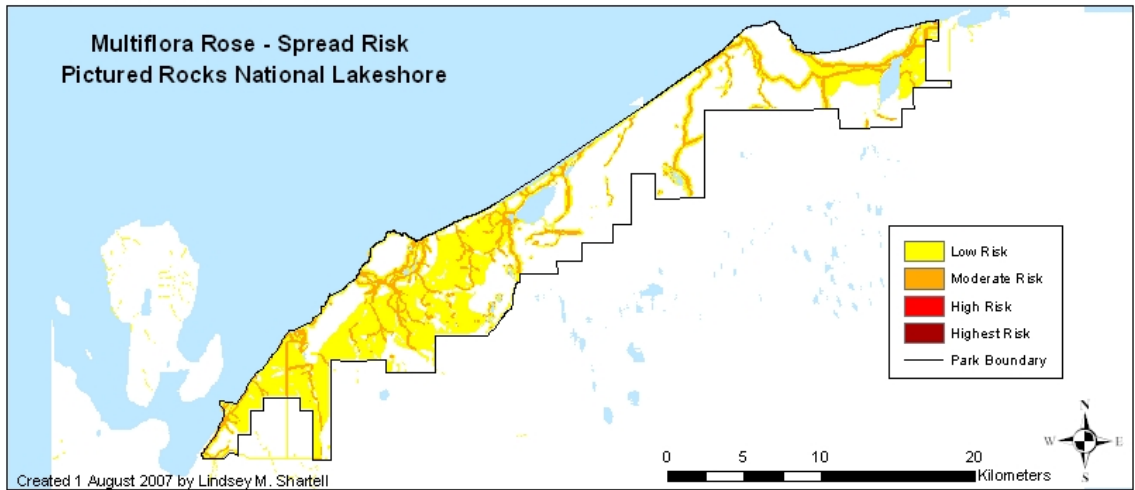 Multiflora Rose - Spread Risk
Pictured Rocks National Lakeshore
Low Risk
Moderate Risk
High Risk
Highest Risk
Park Boundary
N
W E
S
0 5 10 20
Kilometers
Created 1 August 2007 by Lindsey M. Shartell